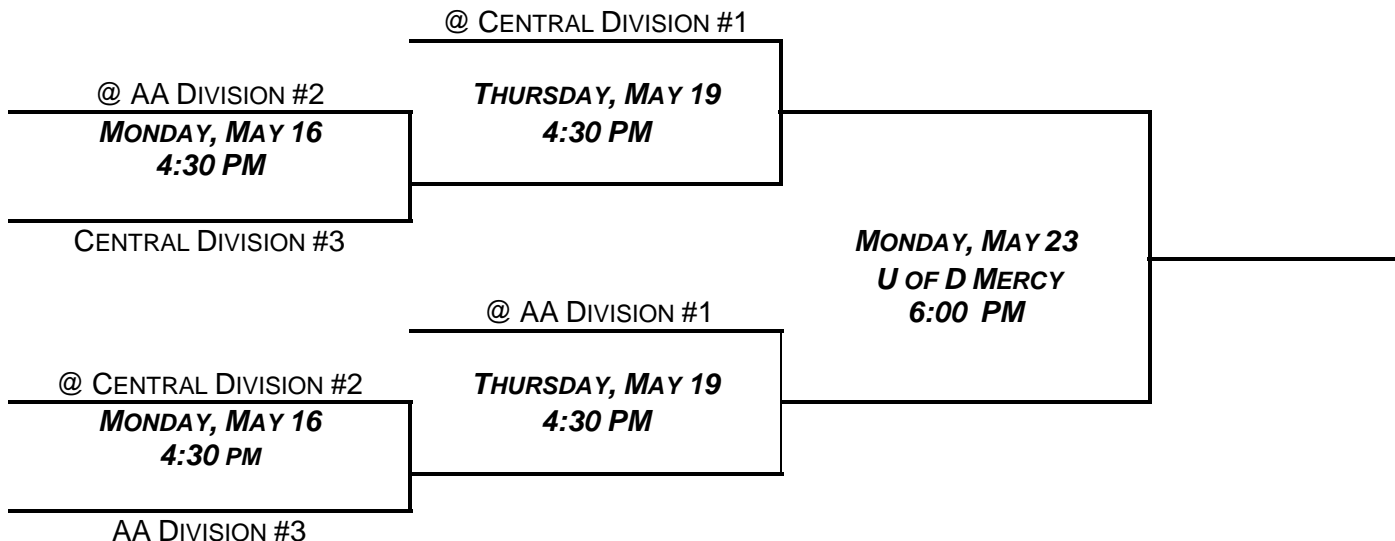 @ CENTRAL DIVISION #1
@ AA DIVISION #2
MONDAY, MAY 16
4:30 PM
CENTRAL DIVISION #3
THURSDAY, MAY 19
4:30 PM
MONDAY, MAY 23
U OF D MERCY
6:00 PM
@ AA DIVISION #1
@ CENTRAL DIVISION #2
MONDAY, MAY 16
4:30 PM
AA DIVISION #3
THURSDAY, MAY 19
4:30 PM